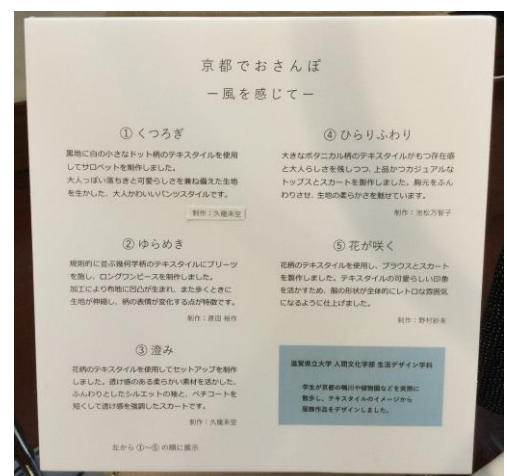 京都でおさんぽ
ー風を感じてー
① くつろぎ
黒地に白の小さなドット柄のテキスタイルを使用
してサロペットを制作しました。
大人っぽい落ちきと可愛らしさを兼ね備えた生地
を生かした、大人かわいいパンツスタイルです。
制作：久龍未空
② ゆらめき
規則的に並ぶ幾何学柄のテキスタイルにプリーツ
を施し、ロングワンピースを制作しました。
加工により布地に凹凸が生まれ、また歩くときに
生地が伸縮し、柄の表情が変化する点が特徴です。
制作：原田 裕作
③ 澄み
花柄のテキスタイルを使用してセットアップを制作
しました。透け感のある柔らかい素材を活かした、
ふんわりとしたシルエットの袖と、ペチコートを
短くして透け感を強調したスカートです。
制作：久龍未空
④ ひらりふわり
大きなボタニカル柄のテキスタイルがもつ存在感
と大人らしさを残しつつ、上品かつカジュアルな
トップスとスカートを製作しました。胸元をふん
わりさせ、生地の柔らかさを魅せています。
制作：池松万智子
⑤ 花が咲く
花柄のテキスタイルを使用し、ブラウスとスカート
を製作しました。テキスタイルの可愛らしい印象
を活かすため、服の形状が全体的にレトロな雰囲気
になるように仕上げました。
制作：野村紗来
滋賀県立大学 人間文化学部 生活デザイン学科
学生が京都の鴨川や植物園などを実際に
散歩し、テキスタイルのイメージから
服飾作品をデザインしました。
北から ①～⑤ の順に展示